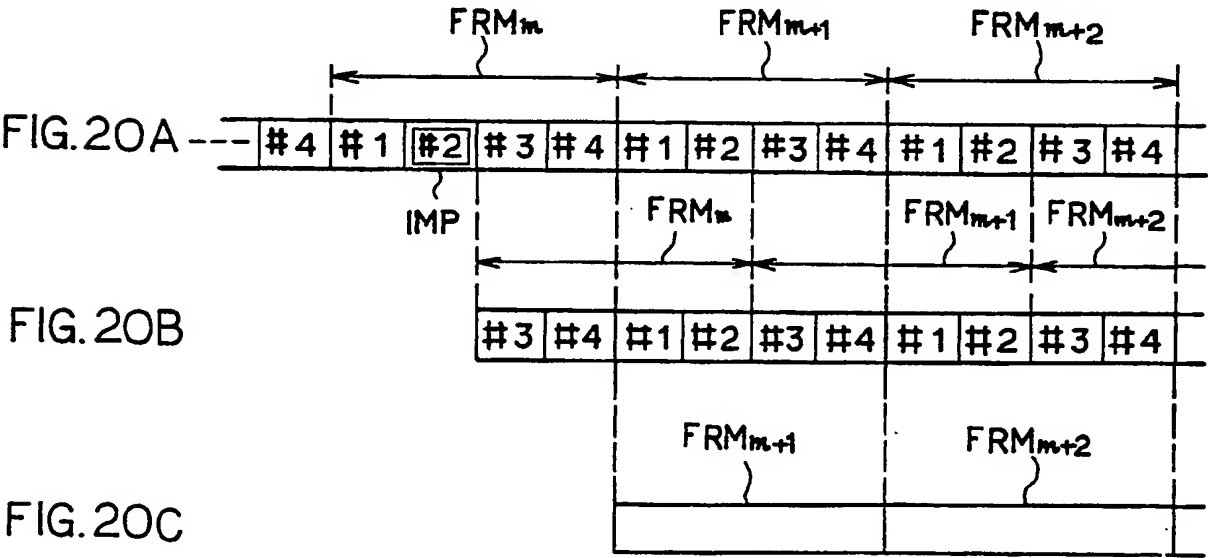 FRMm FRMm+1 FRMm+2
FIG.20A --- #4 #1 #2 #3 #4 #1 #2 #3 #4 #1 #2 #3 #4
IMP FRMm FRMm+1 FRMm+2
FIG.20B #3 #4 #1 #2 #3 #4 #1 #2 #3 #4
FRMm+1 FRMm+2
FIG.20C